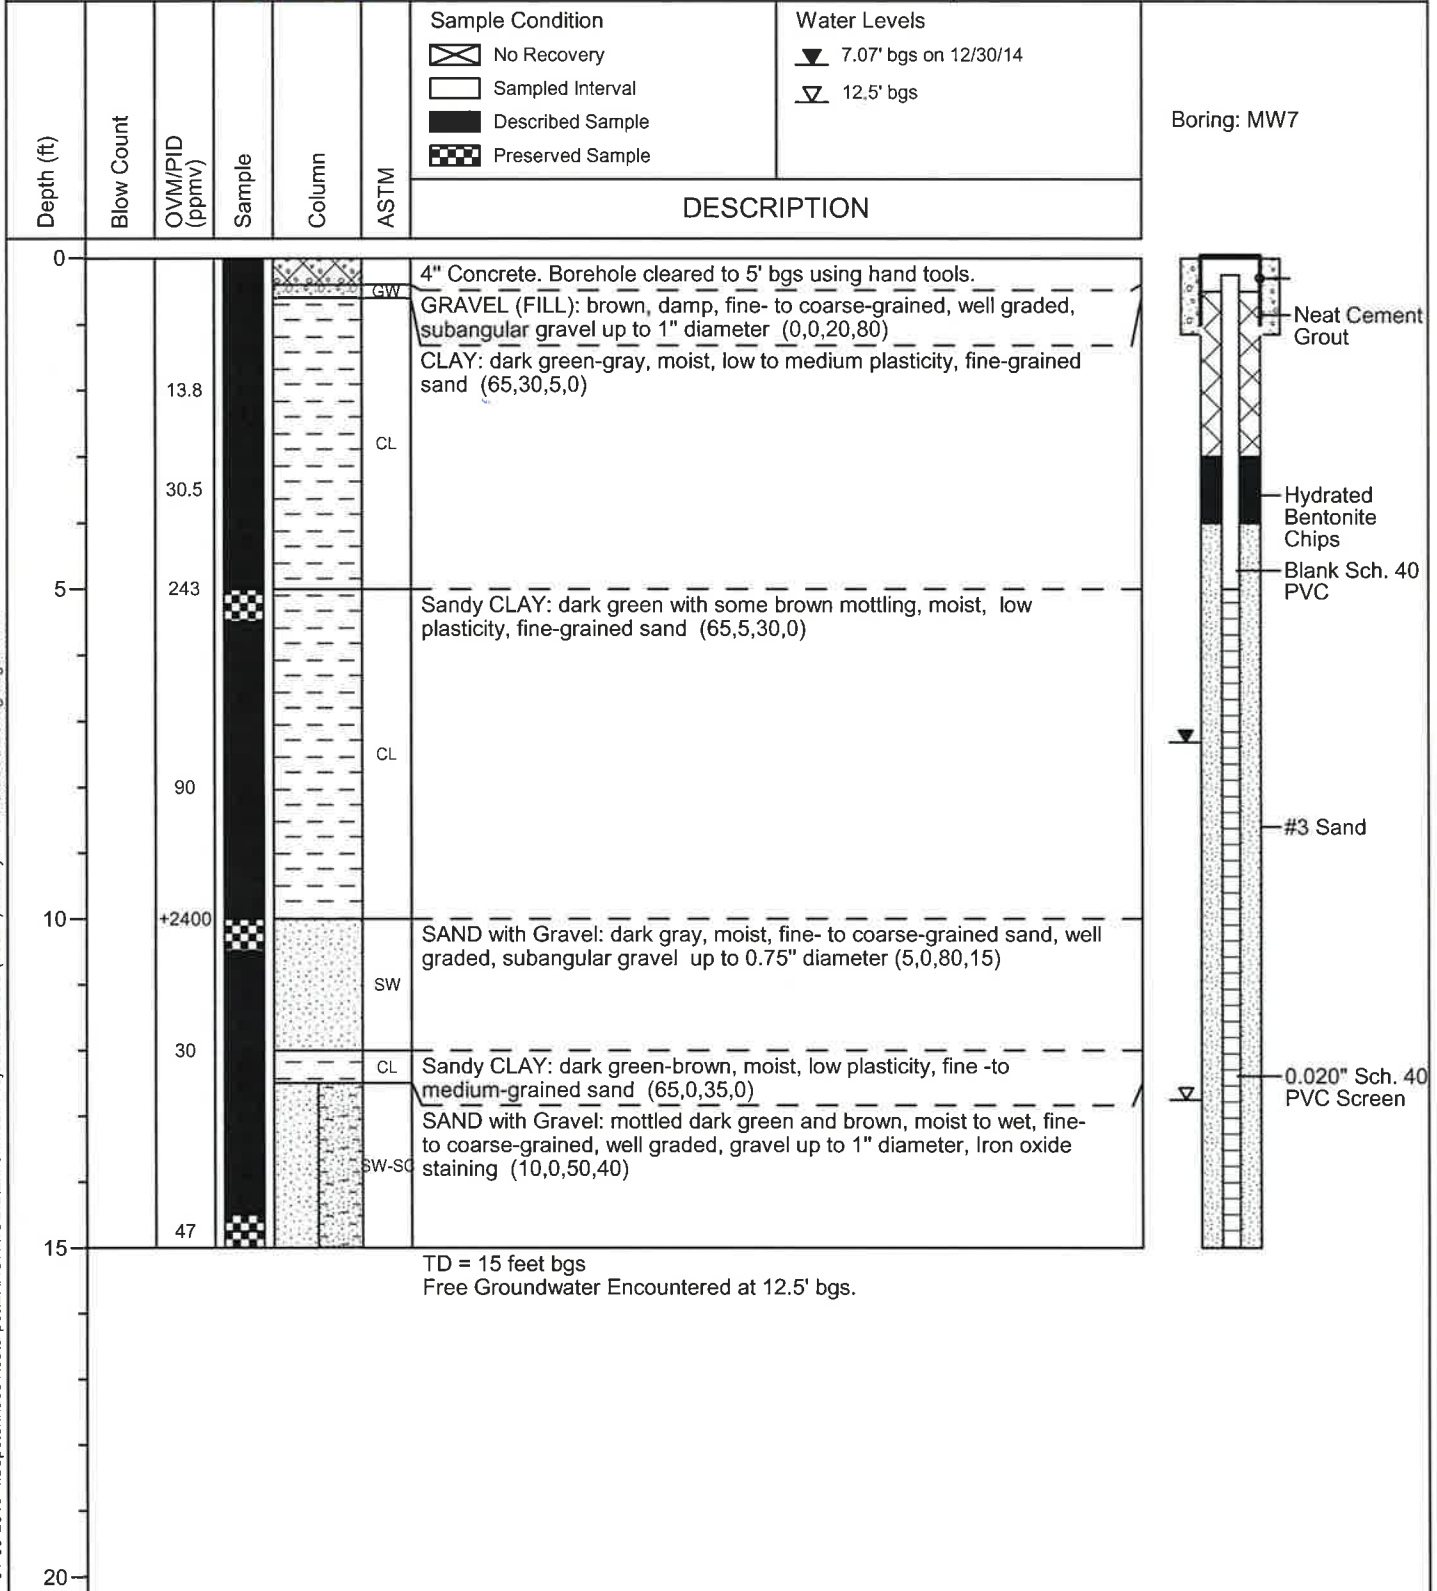 Sample Condition
No Recovery
Sampled Interval
Described Sample
Preserved Sample
Water Levels
7.07' bgs on 12/30/14
12.5' bgs
Boring: MW7
Depth (ft)
Blow Count
OVM/PID
(ppmv)
Sample
Column
ASTM
DESCRIPTION
0
4" Concrete. Borehole cleared to 5' bgs using hand tools.
GW
GRAVEL (FILL): brown, damp, fine- to coarse-grained, well graded,
subangular gravel up to 1" diameter (0,0,20,80)
CLAY: dark green-gray, moist, low to medium plasticity, fine-grained
sand (65,30,5,0)
13.8
CL
30.5
5
243
Sandy CLAY: dark green with some brown mottling, moist, low
plasticity, fine-grained sand (65,5,30,0)
CL
90
10
+2400
SAND with Gravel: dark gray, moist, fine- to coarse-grained sand, well
graded, subangular gravel up to 0.75" diameter (5,0,80,15)
SW
30
CL
Sandy CLAY: dark green-brown, moist, low plasticity, fine -to
medium-grained sand (65,0,35,0)
SAND with Gravel: mottled dark green and brown, moist to wet, fine-
to coarse-grained, well graded, gravel up to 1" diameter, Iron oxide
staining (10,0,50,40)
SW-SC
47
15
TD = 15 feet bgs
Free Groundwater Encountered at 12.5' bgs.
20
Neat Cement
Grout
Hydrated
Bentonite
Chips
Blank Sch. 40
PVC
#3 Sand
0.020" Sch. 40
PVC Screen